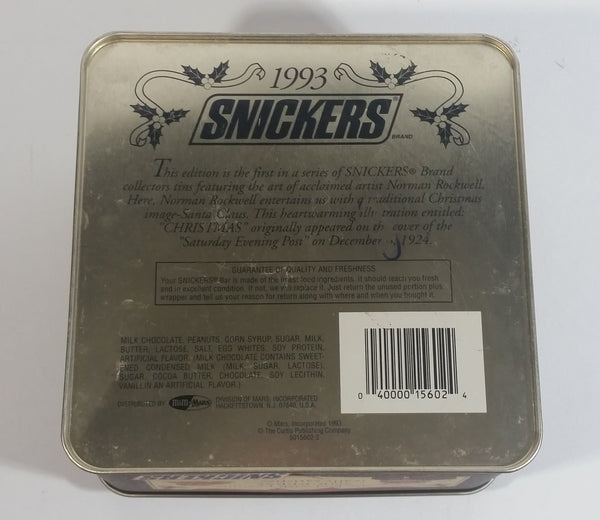 1993
SNICKERS®
BRAND
This edition is the first in a series of SNICKERS® Brand
collectors tins featuring the art of acclaimed artist Norman Rockwell.
Here, Norman Rockwell entertains us with a traditional Christmas
image-Santa Claus. This heartwarming entitled:
"CHRISTMAS" originally appeared on cover of the
"Saturday Evening Post" on December 1924.
GUARANTEE OF QUALITY AND FRESHNESS
Your SNICKERS® Bar is made of the finest food ingredients. It should reach you fresh
and in excellent condition. If not, we will replace it. Just return the unused portion plus
wrapper and tell us your reason for return along with where and when you bought it.
MILK CHOCOLATE, PEANUTS, CORN SYRUP, SUGAR, MILK,
BUTTER, LACTOSE, SALT, EGG WHITES, SOY PROTEIN,
ARTIFICIAL FLAVOR. (MILK CHOCOLATE CONTAINS SWEET-
ENED CONDENSED MILK (MILK, SUGAR, LACTOSE),
SUGAR, COCOA BUTTER, CHOCOLATE, SOY LECITHIN,
VANILLIN AN ARTIFICIAL FLAVOR.)
DISTRIBUTED BY M&M MARS DIVISION OF MARS, INCORPORATED
HACKETTSTOWN, N.J. 07840, U.S.A.
0 40000 15602 4
© Mars, Incorporated 1993
© The Curtis Publishing Company
5015602-2